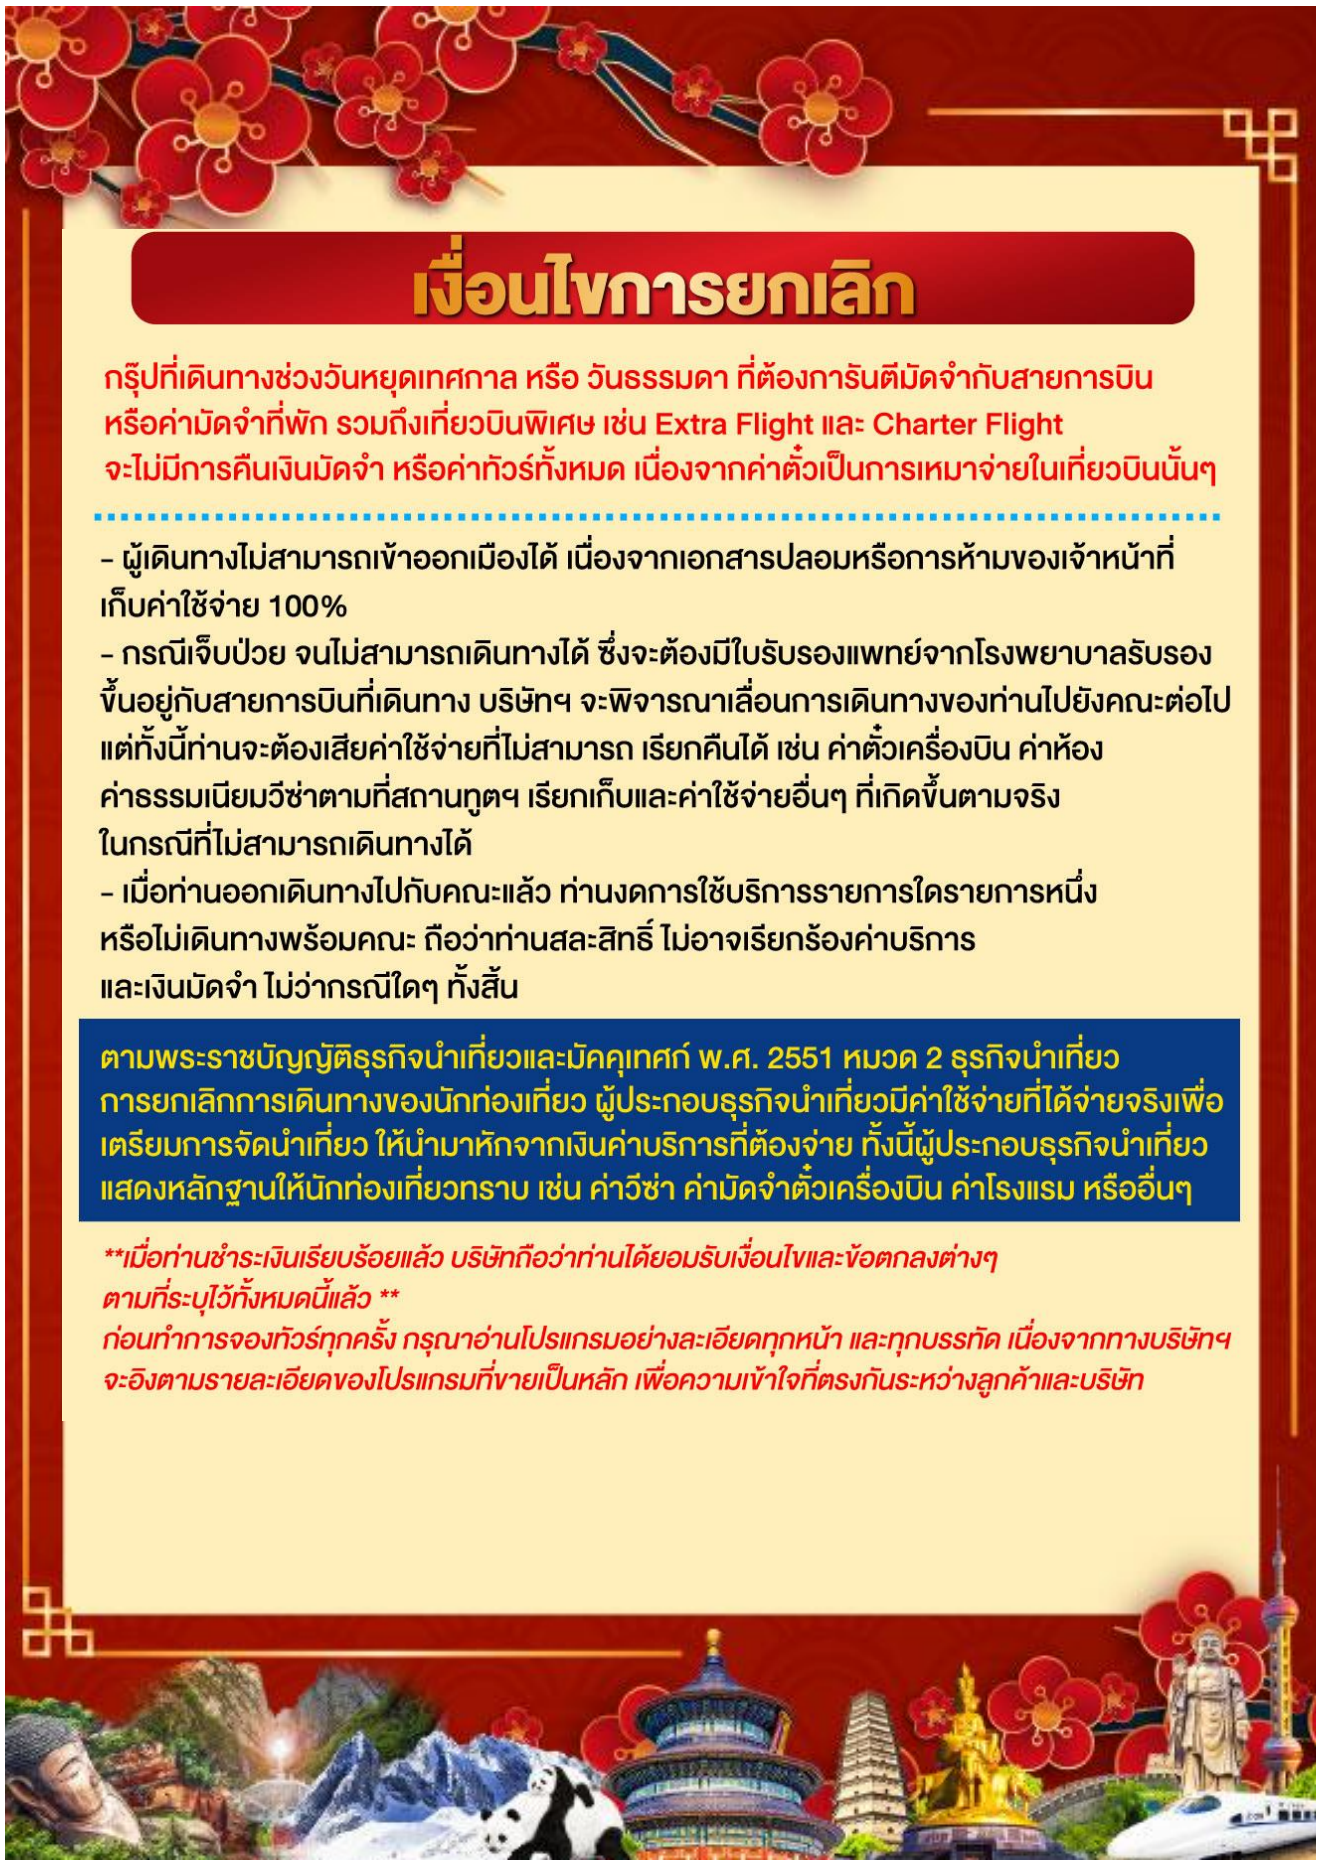 เงื่อนไขการยกเลิก
กรุ๊ปที่เดินทางช่วงวันหยุดเทศกาล หรือ วันธรรมดา ที่ต้องการันตีมัดจำกับสายการบิน
หรือค่ามัดจำที่พัก รวมถึงเที่ยวบินพิเศษ เช่น Extra Flight และ Charter Flight
จะไม่มีการคืนเงินมัดจำ หรือค่าทัวร์ทั้งหมด เนื่องจากค่าตั๋วเป็นการเหมาจ่ายในเที่ยวบินนั้นๆ
- ผู้เดินทางไม่สามารถเข้าออกเมืองได้ เนื่องจากเอกสารปลอมหรือการห้ามของเจ้าหน้าที่
เก็บค่าใช้จ่าย 100%
- กรณีเจ็บป่วย จนไม่สามารถเดินทางได้ ซึ่งจะต้องมีใบรับรองแพทย์จากโรงพยาบาลรับรอง
ขึ้นอยู่กับสายการบินที่เดินทาง บริษัทฯ จะพิจารณาเลื่อนการเดินทางของท่านไปยังคณะต่อไป
แต่ทั้งนี้ท่านจะต้องเสียค่าใช้จ่ายที่ไม่สามารถ เรียกคืนได้ เช่น ค่าตั๋วเครื่องบิน ค่าห้อง
ค่าธรรมเนียมวีซ่าตามที่สถานทูตฯ เรียกเก็บและค่าใช้จ่ายอื่นๆ ที่เกิดขึ้นตามจริง
ในกรณีที่ไม่สามารถเดินทางได้
- เมื่อท่านออกเดินทางไปกับคณะแล้ว ท่านงดการใช้บริการรายการใดรายการหนึ่ง
หรือไม่เดินทางพร้อมคณะ ถือว่าท่านสละสิทธิ์ ไม่อาจเรียกร้องค่าบริการ
และเงินมัดจำ ไม่ว่ากรณีใดๆ ทั้งสิ้น
ตามพระราชบัญญัติธุรกิจนำเที่ยวและมัคคุเทศก์ พ.ศ. 2551 หมวด 2 ธุรกิจนำเที่ยว
การยกเลิกการเดินทางของนักท่องเที่ยว ผู้ประกอบธุรกิจนำเที่ยวมีค่าใช้จ่ายที่ได้จ่ายจริงเพื่อ
เตรียมการจัดนำเที่ยว ให้นำมาหักจากเงินค่าบริการที่ต้องจ่าย ทั้งนี้ผู้ประกอบธุรกิจนำเที่ยว
แสดงหลักฐานให้นักท่องเที่ยวทราบ เช่น ค่าวีซ่า ค่ามัดจำตั๋วเครื่องบิน ค่าโรงแรม หรืออื่นๆ
**เมื่อท่านชำระเงินเรียบร้อยแล้ว บริษัทถือว่าท่านได้ยอมรับเงื่อนไขและข้อตกลงต่างๆ
ตามที่ระบุไว้ทั้งหมดนี้แล้ว **
ก่อนทำการจองทัวร์ทุกครั้ง กรุณาอ่านโปรแกรมอย่างละเอียดทุกหน้า และทุกบรรทัด เนื่องจากทางบริษัทฯ
จะอิงตามรายละเอียดของโปรแกรมที่ขายเป็นหลัก เพื่อความเข้าใจที่ตรงกันระหว่างลูกค้าและบริษัท